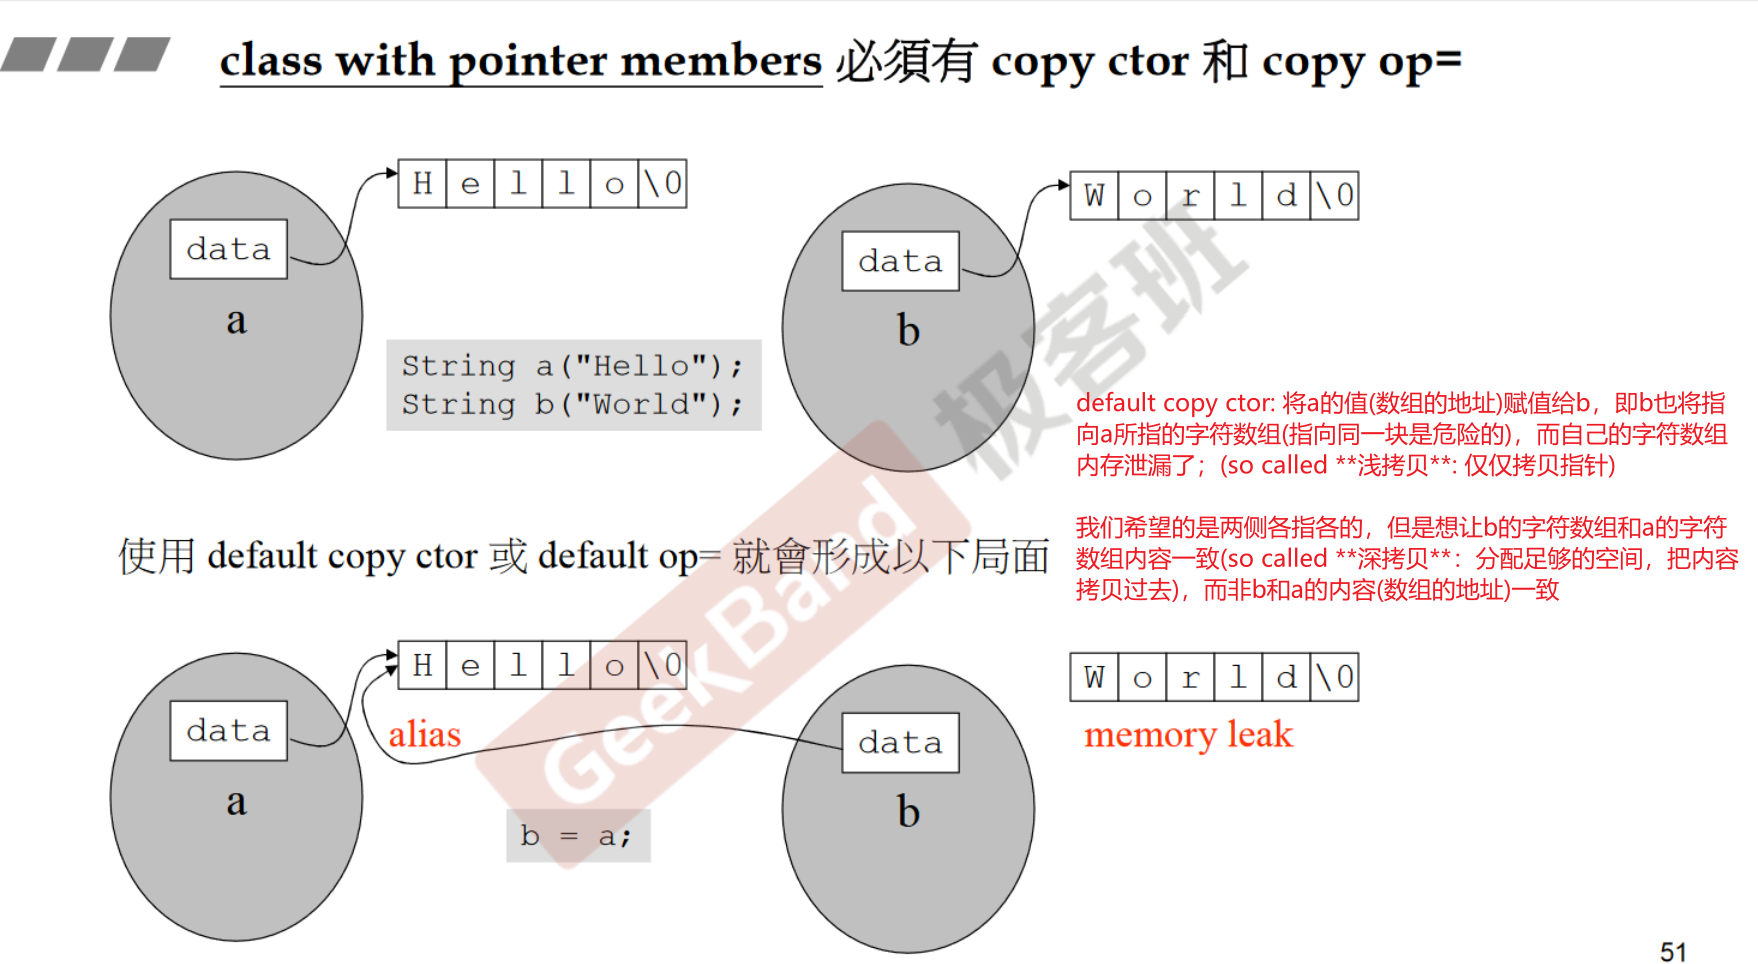 class with pointer members 必須有 copy ctor 和 copy op=
H e l l o \0
W o r l d \0
data
data
a
b
String a("Hello");
String b("World");
default copy ctor: 将a的值(数组的地址)赋值给b，即b也将指
向a所指的字符数组(指向同一块是危险的)，而自己的字符数组
内存泄漏了；(so called **浅拷贝**: 仅仅拷贝指针)
我们希望的是两侧各指各的，但是想让b的字符数组和a的字符
数组内容一致(so called **深拷贝**：分配足够的空间，把内容
拷贝过去)，而非b和a的内容(数组的地址)一致
使用 default copy ctor 或 default op= 就會形成以下局面
H e l l o \0
W o r l d \0
data
alias
data
memory leak
a
b
b = a;
GeekBand 极客班
51